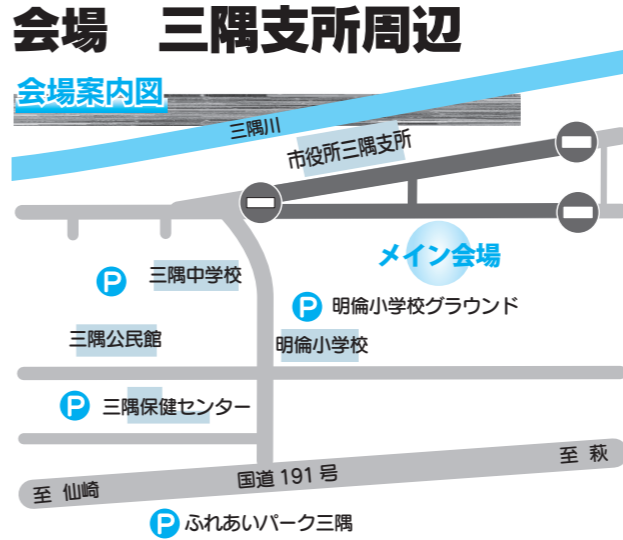 会場　三隅支所周辺
会場案内図
三隅川
市役所三隅支所
メイン会場
P 三隅中学校
P 明倫小学校グラウンド
三隅公民館
明倫小学校
P 三隅保健センター
至 萩
国道 191 号
至 仙崎
P ふれあいパーク三隅